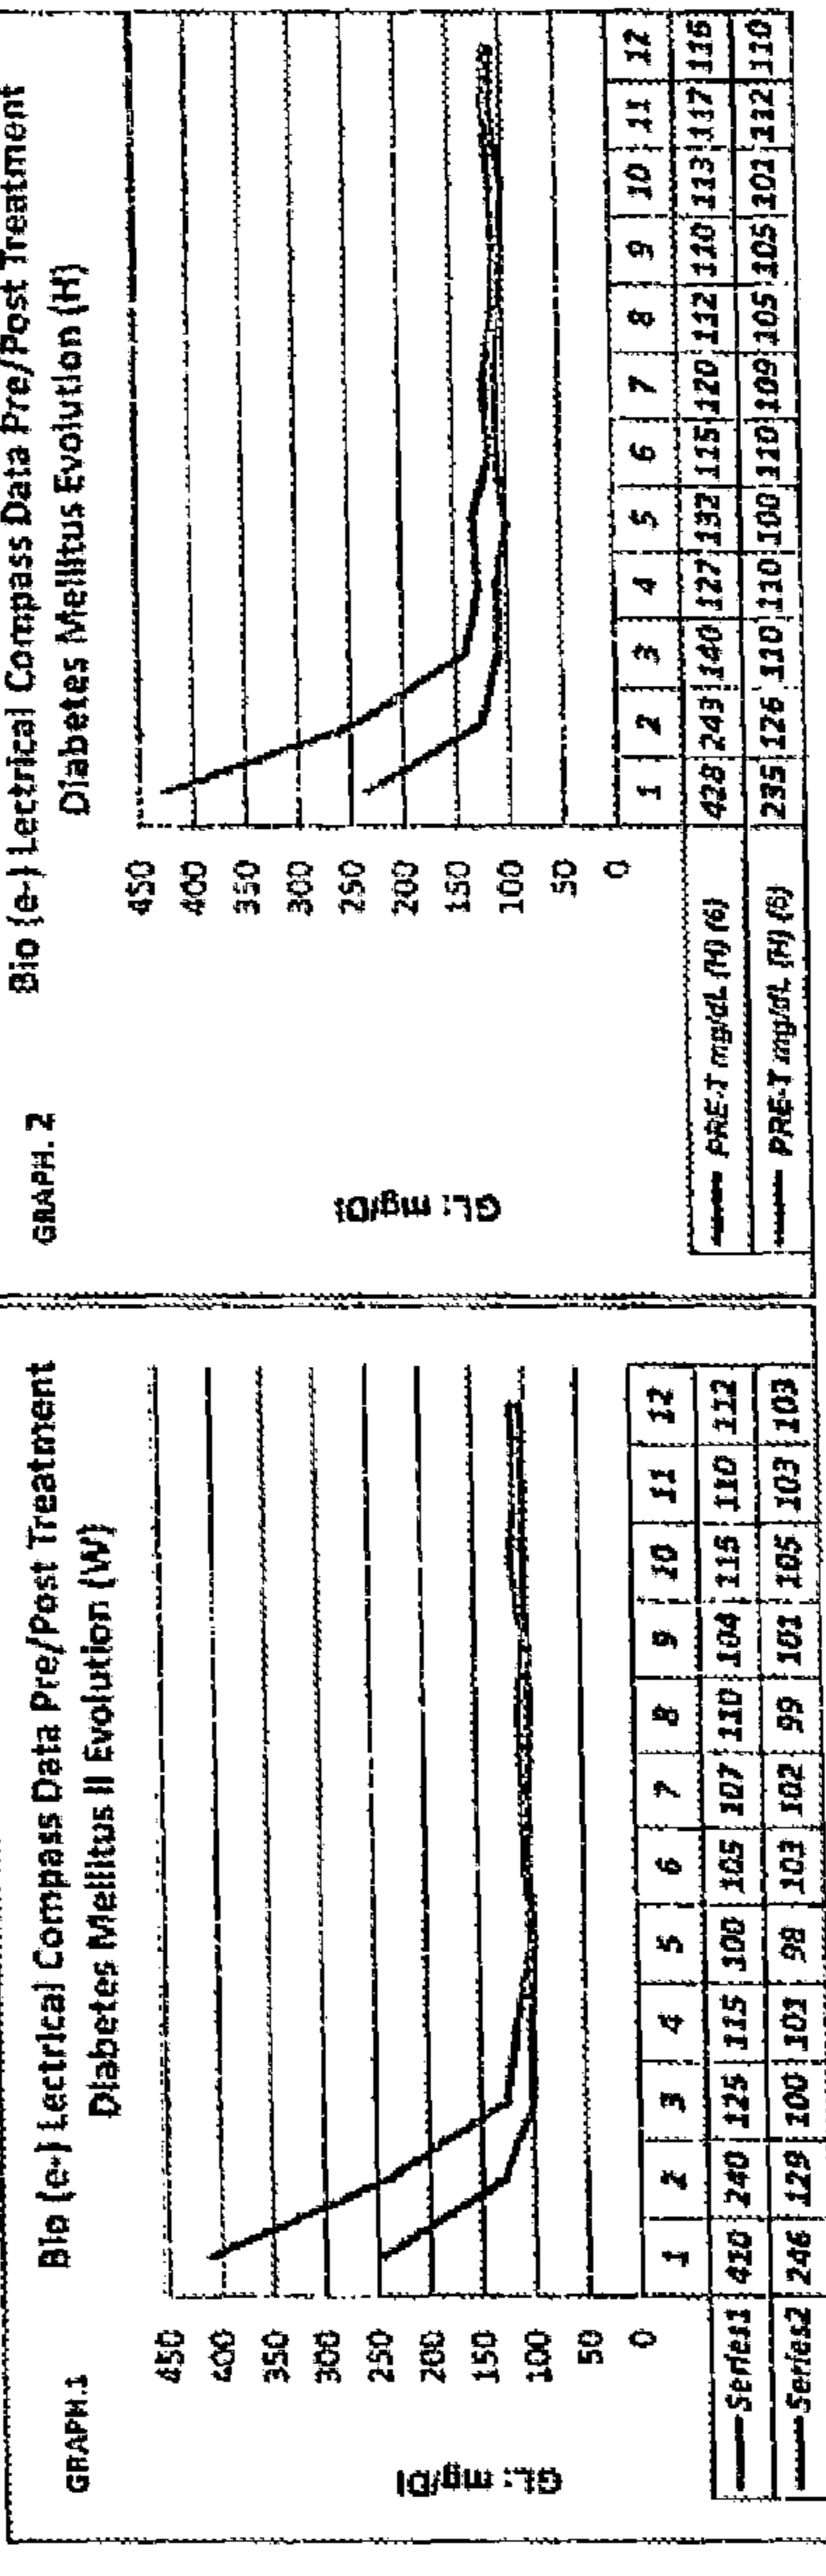 GRAPH.1
Bio (e-) Lectrical Compass Data Pre/Post Treatment
Diabetes Mellitus II Evolution (W)
GL: mg/Dl
450
400
350
300
250
200
150
100
50
0
1 2 3 4 5 6 7 8 9 10 11 12
Series1 410 240 125 115 100 105 107 110 104 115 110 112
Series2 246 129 100 101 98 103 102 99 101 105 103 103
GRAPH. 2
Bio (e-) Lectrical Compass Data Pre/Post Treatment
Diabetes Mellitus Evolution (H)
GL: mg/Dl
450
400
350
300
250
200
150
100
50
0
1 2 3 4 5 6 7 8 9 10 11 12
PRE-T mg/dL (H) (6) 428 243 140 127 132 115 120 112 110 113 117 116
PRE-T mg/dL (H) (6) 235 126 110 110 100 110 109 105 105 101 112 110